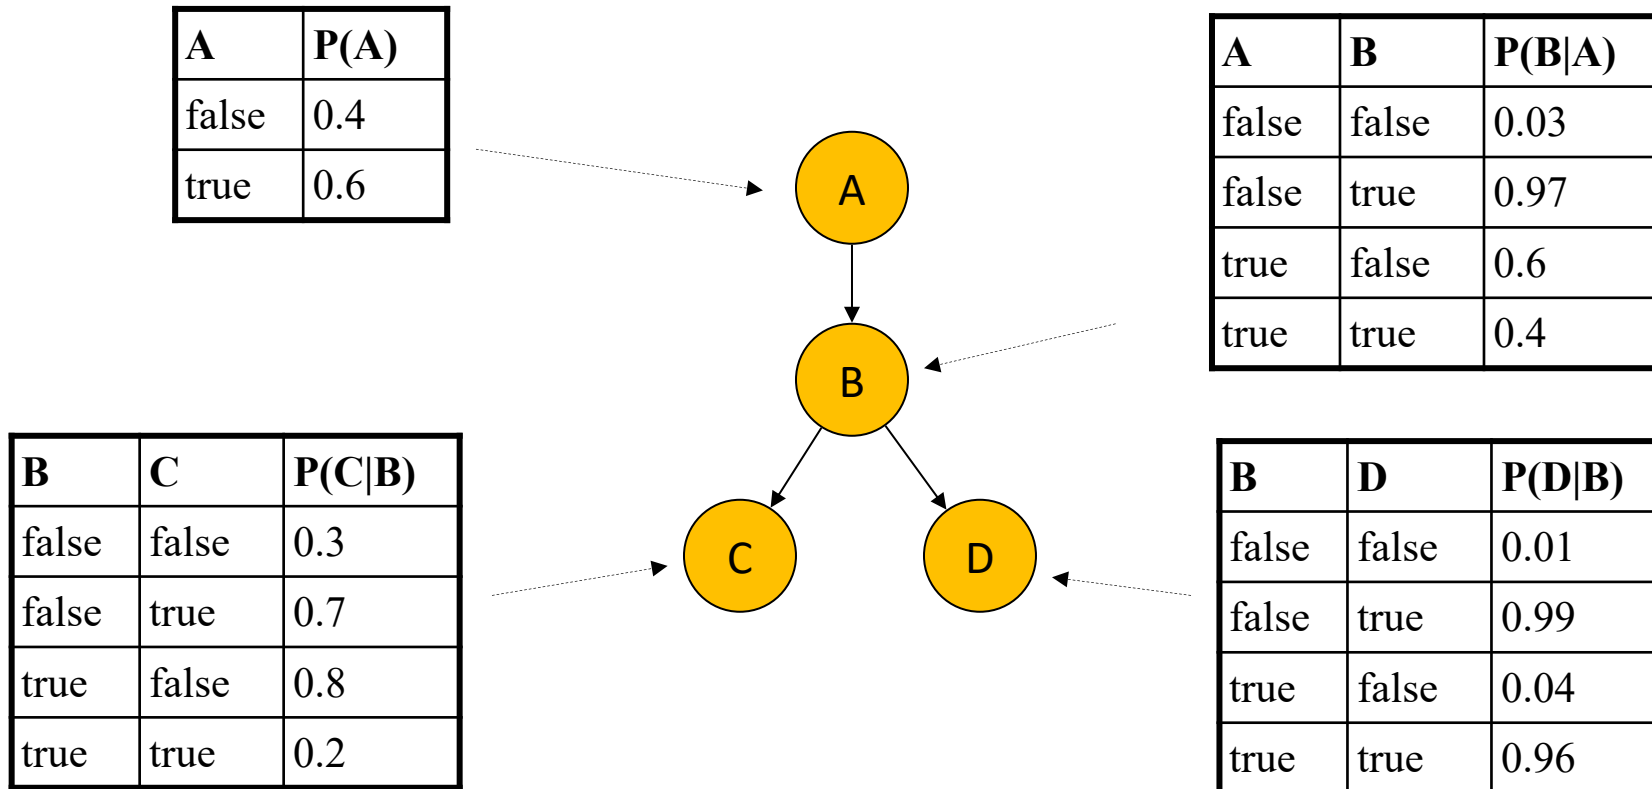 A P(A)
false 0.4
true 0.6
A B P(B|A)
false false 0.03
false true 0.97
true false 0.6
true true 0.4
A
B
C
D
B C P(C|B)
false false 0.3
false true 0.7
true false 0.8
true true 0.2
B D P(D|B)
false false 0.01
false true 0.99
true false 0.04
true true 0.96